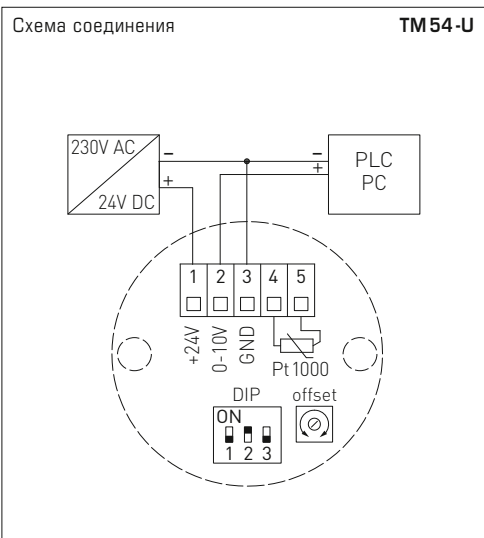 Схема соединения TM54-U
230V AC
24V DC
–
+
–
+
PLC
PC
1 2 3 4 5
+24V
0-10V
GND
Pt1000
DIP
offset
ON
1 2 3